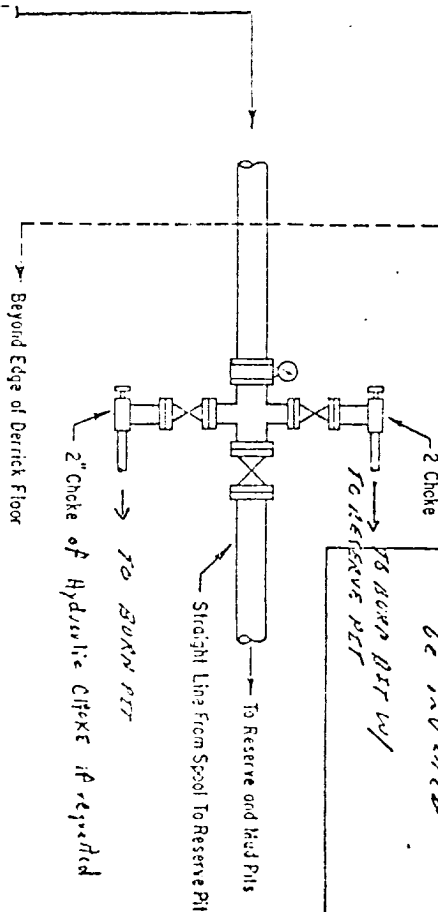 2" Choke
TO BURN PIT W/
TO RESERVE PIT
To Reserve and Mud Pits
Straight Line From Spool To Reserve Pit
TO BURN PIT
2" Choke of Hydraulic CHOKE if requested
Beyond Edge of Derrick Floor